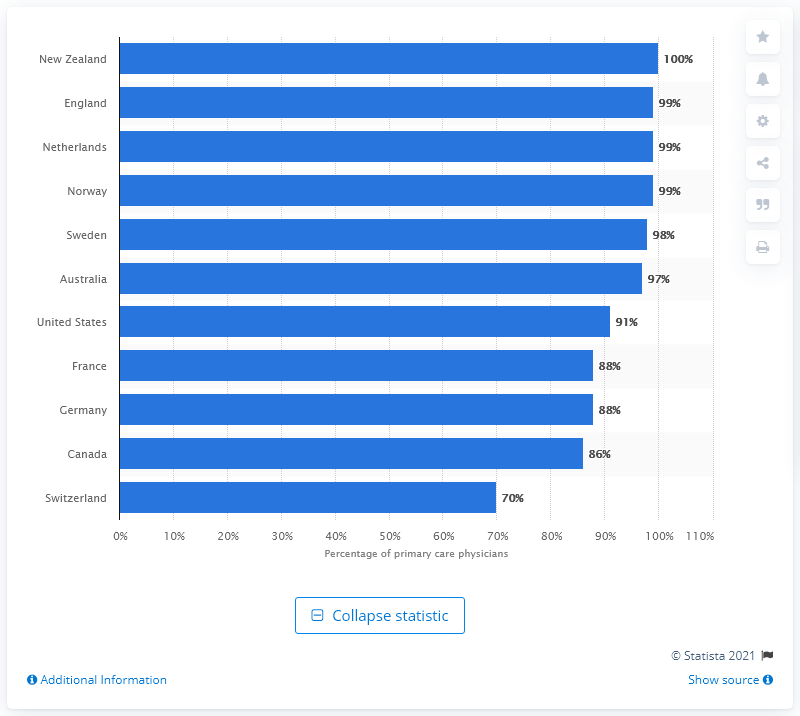 New Zealand 100%
England 99%
Netherlands 99%
Norway 99%
Sweden 98%
Australia 97%
United States 91%
France 88%
Germany 88%
Canada 86%
Switzerland 70%
0% 10% 20% 30% 40% 50% 60% 70% 80% 90% 100% 110%
Percentage of primary care physicians
Collapse statistic
© Statista 2021
Additional Information Show source